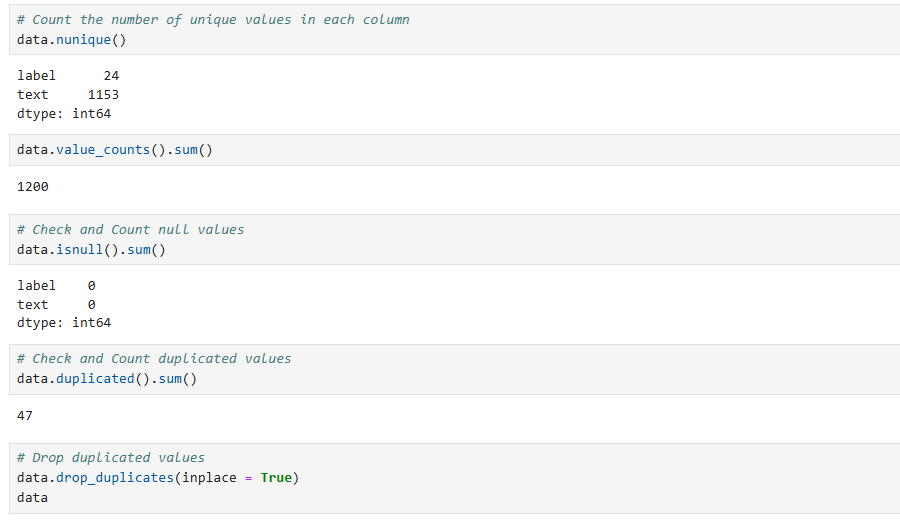 # Count the number of unique values in each column
data.nunique()
label      24
text     1153
dtype: int64
data.value_counts().sum()
1200
# Check and Count null values
data.isnull().sum()
label    0
text     0
dtype: int64
# Check and Count duplicated values
data.duplicated().sum()
47
# Drop duplicated values
data.drop_duplicates(inplace = True)
data